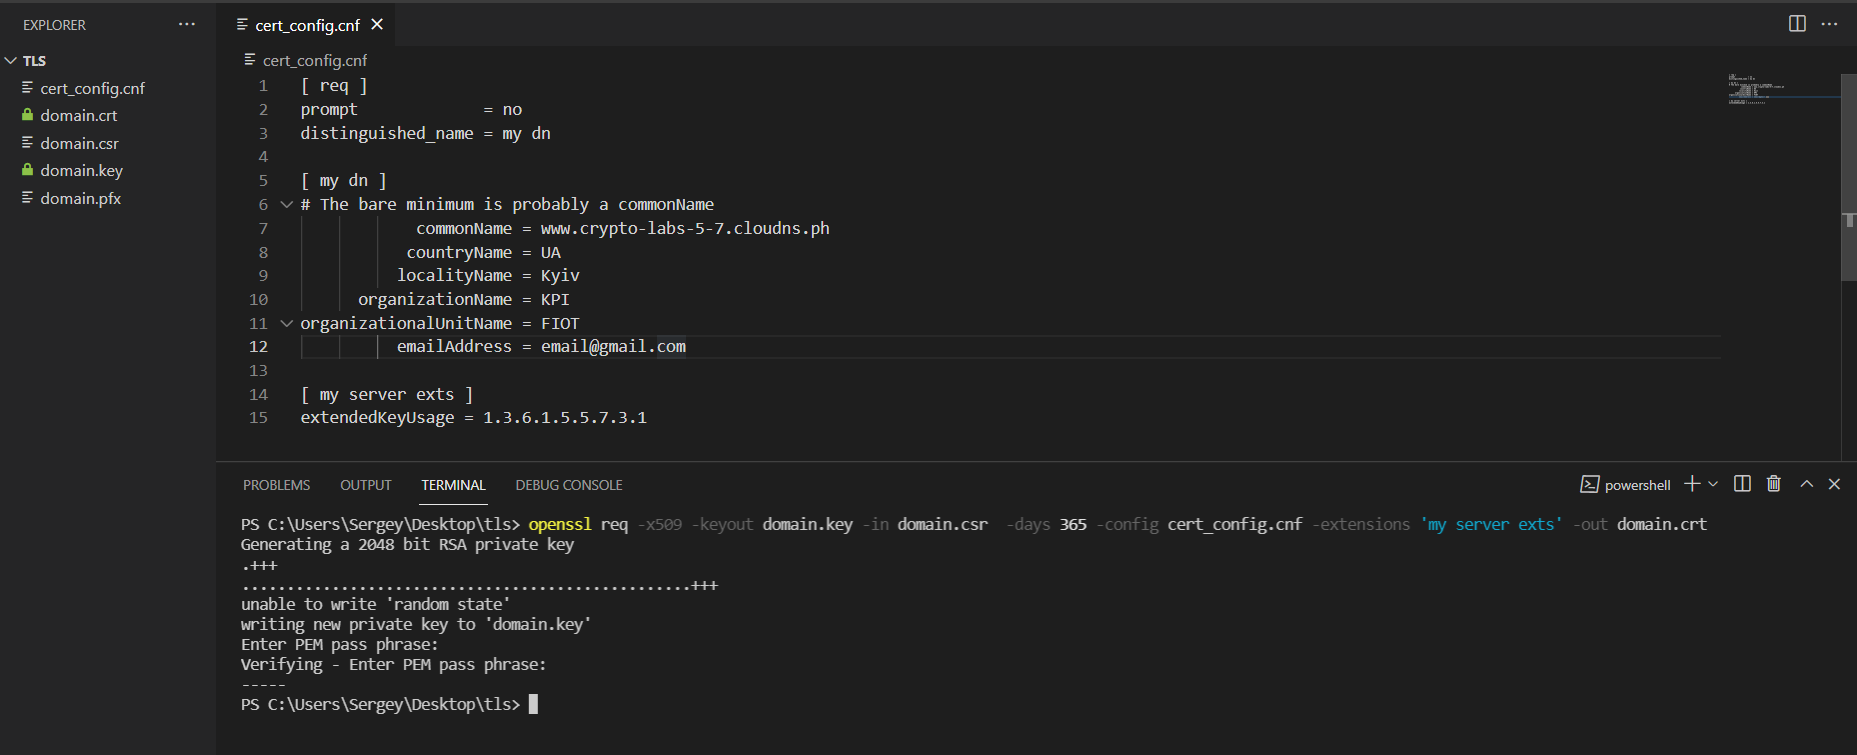 EXPLORER
TLS
cert_config.cnf
domain.crt
domain.csr
domain.key
domain.pfx
cert_config.cnf
cert_config.cnf
1 [ req ]
2 prompt = no
3 distinguished_name = my dn
4
5 [ my dn ]
6 # The bare minimum is probably a commonName
7 commonName = www.crypto-labs-5-7.cloudns.ph
8 countryName = UA
9 localityName = Kyiv
10 organizationName = KPI
11 organizationalUnitName = FIOT
12 emailAddress = email@gmail.com
13
14 [ my server exts ]
15 extendedKeyUsage = 1.3.6.1.5.5.7.3.1
PROBLEMS OUTPUT TERMINAL DEBUG CONSOLE powershell
PS C:\Users\Sergey\Desktop\tls> openssl req -x509 -keyout domain.key -in domain.csr  -days 365 -config cert_config.cnf -extensions 'my server exts' -out domain.crt
Generating a 2048 bit RSA private key
.+++
..................................................+++
unable to write 'random state'
writing new private key to 'domain.key'
Enter PEM pass phrase:
Verifying - Enter PEM pass phrase:
-----
PS C:\Users\Sergey\Desktop\tls>